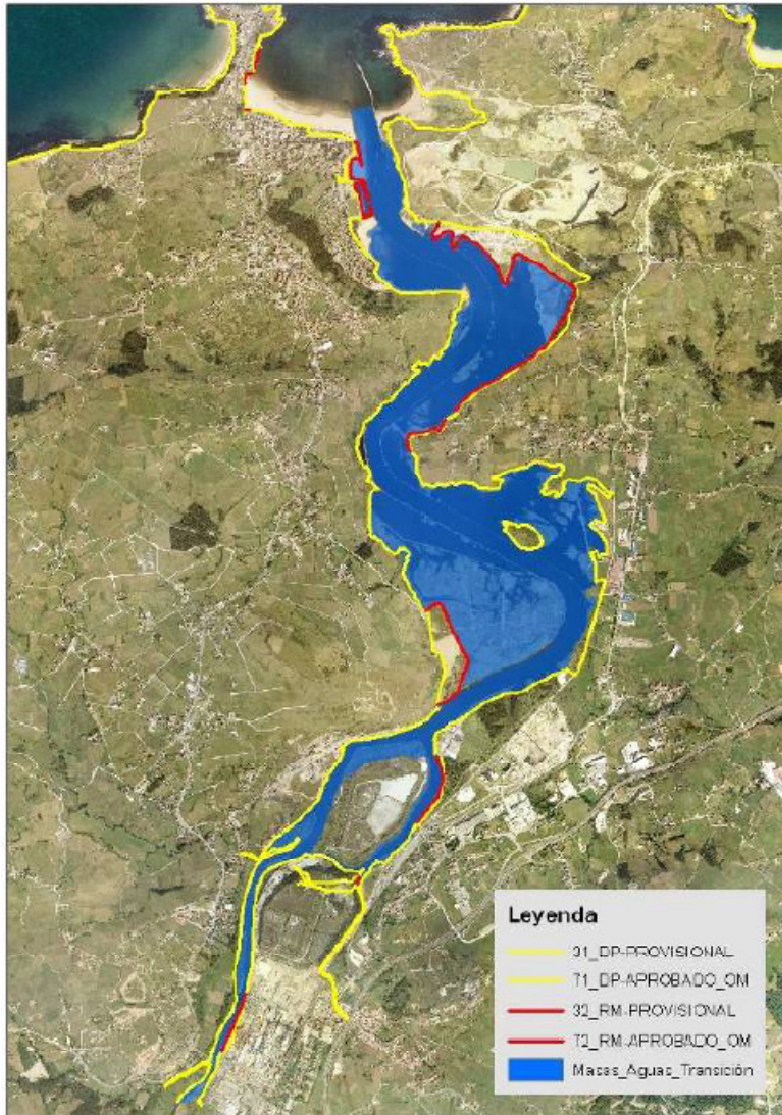 Leyenda
31_DP-PROVISIONAL
71_DP-APROBADO_OM
32_RM-PROVISIONAL
72_RM-APROBADO_OM
Masas_Aguas_Transición